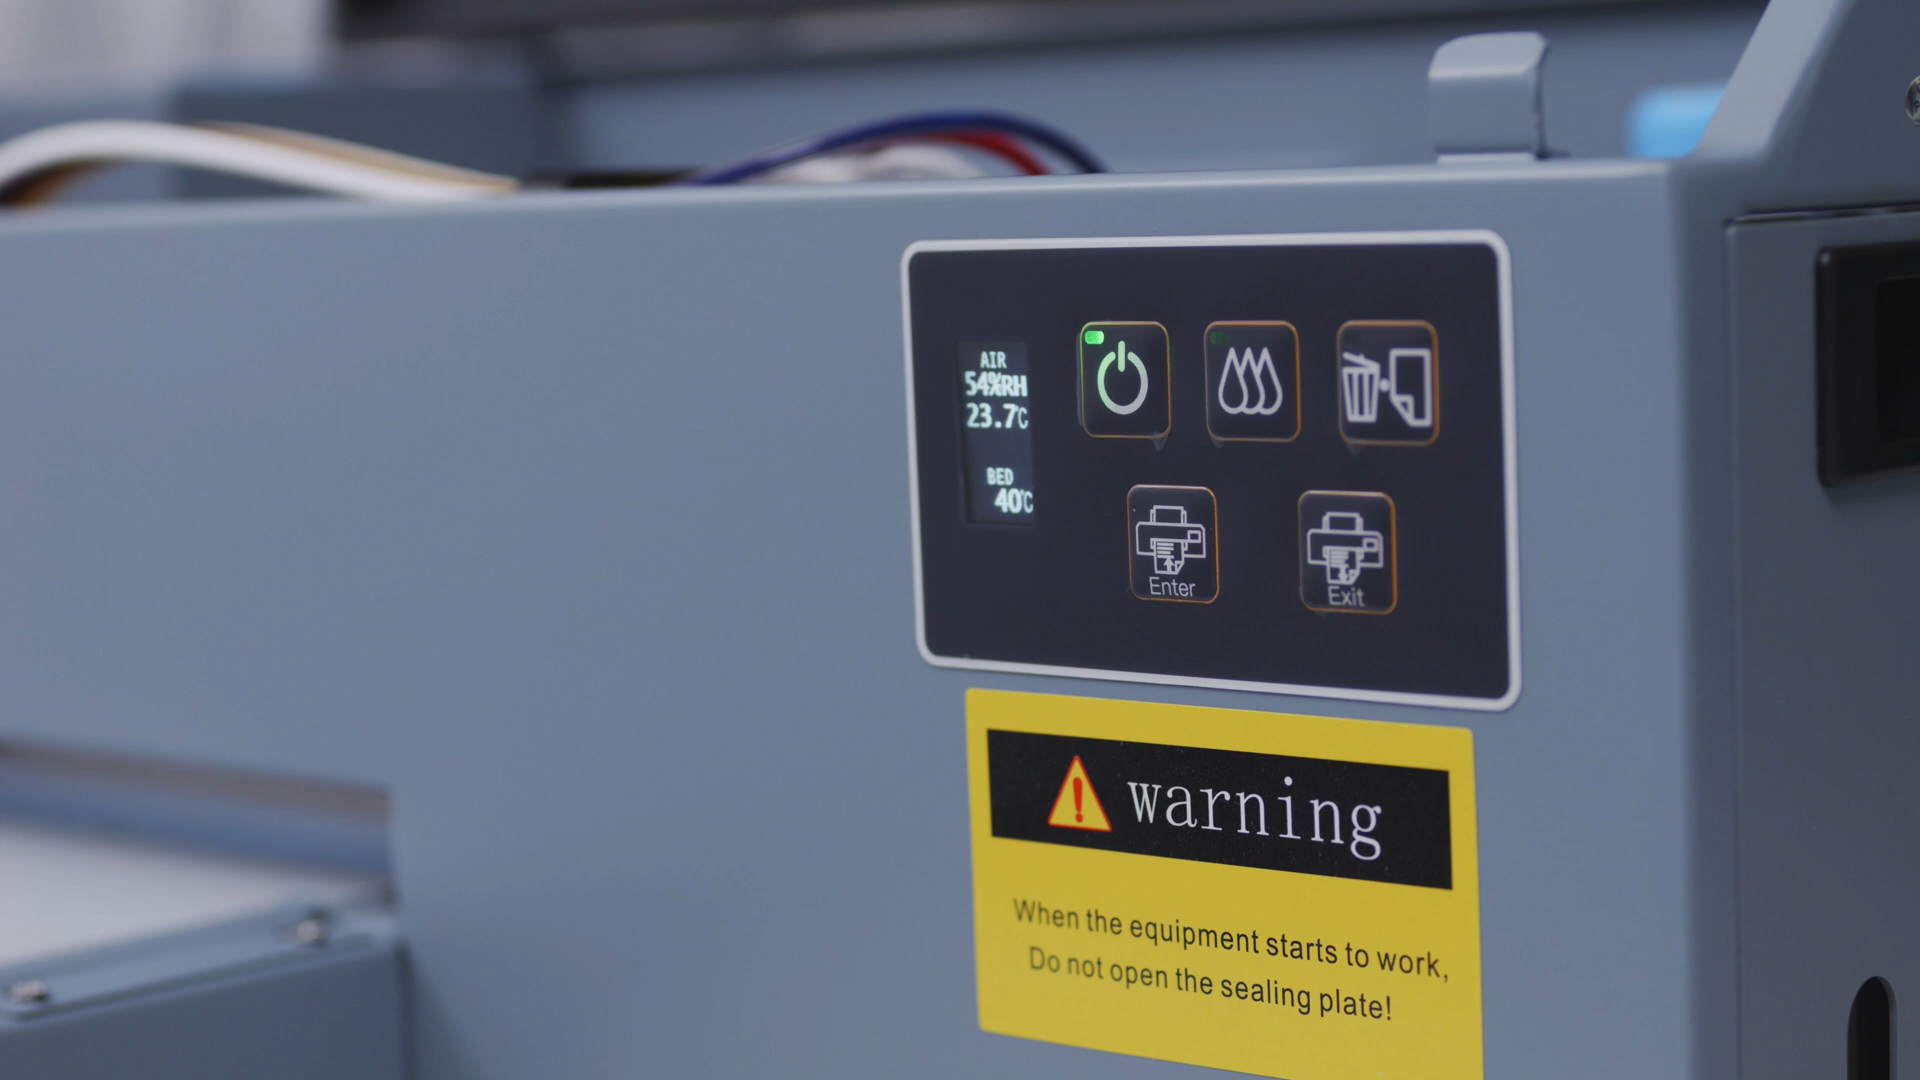 AIR
54%RH
23.7℃
BED
40℃
Enter
Exit
warning
When the equipment starts to work,
Do not open the sealing plate!